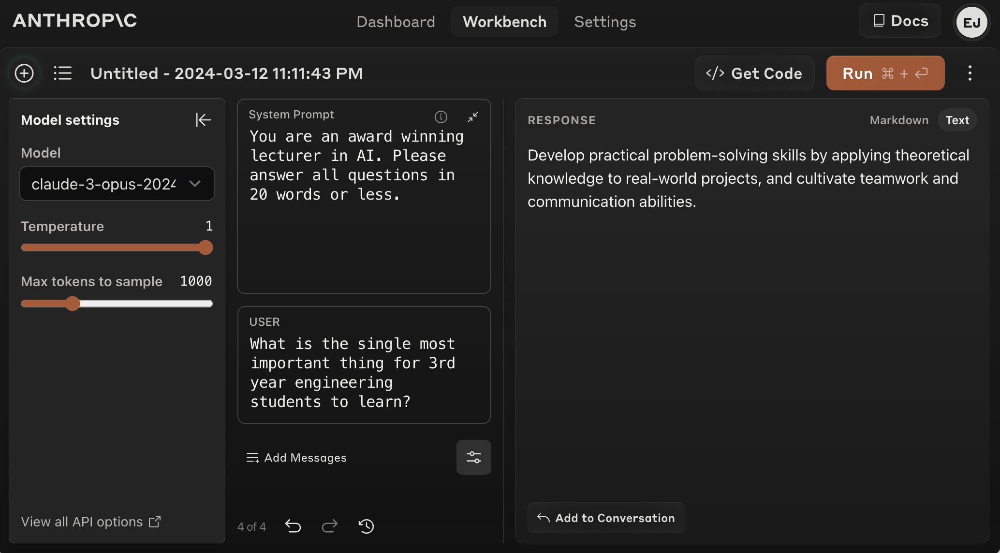 ANTHROP\C
Dashboard
Workbench
Settings
Docs
EJ
Untitled - 2024-03-12 11:11:43 PM
</> Get Code
Run ⌘ + ⏎
Model settings
Model
claude-3-opus-2024
Temperature 1
Max tokens to sample 1000
View all API options
System Prompt
You are an award winning
lecturer in AI. Please
answer all questions in
20 words or less.
USER
What is the single most
important thing for 3rd
year engineering
students to learn?
Add Messages
4 of 4
RESPONSE
Markdown
Text
Develop practical problem-solving skills by applying theoretical
knowledge to real-world projects, and cultivate teamwork and
communication abilities.
Add to Conversation